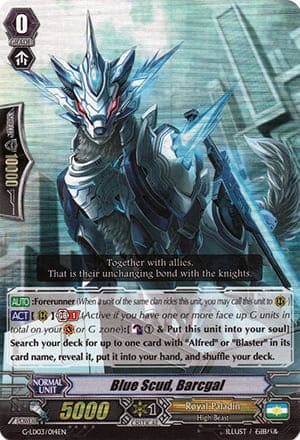 0
GRADE
10000
Together with allies.
That is their unchanging bond with the knights.
AUTO :Forerunner (When a unit of the same clan rides this unit, you may call this unit to
ACT [Active if you have one or more face up G units in
total on your or G zone]:[ ① & Put this unit into your soul]
Search your deck for up to one card with "Alfred" or "Blaster" in its
card name, reveal it, put it into your hand, and shuffle your deck.
NORMAL
UNIT
Blue Scud, Barcgal
POWER
5000
1
CRITICAL
Royal Paladin
High Beast
G-LD03/014EN
ILLUST